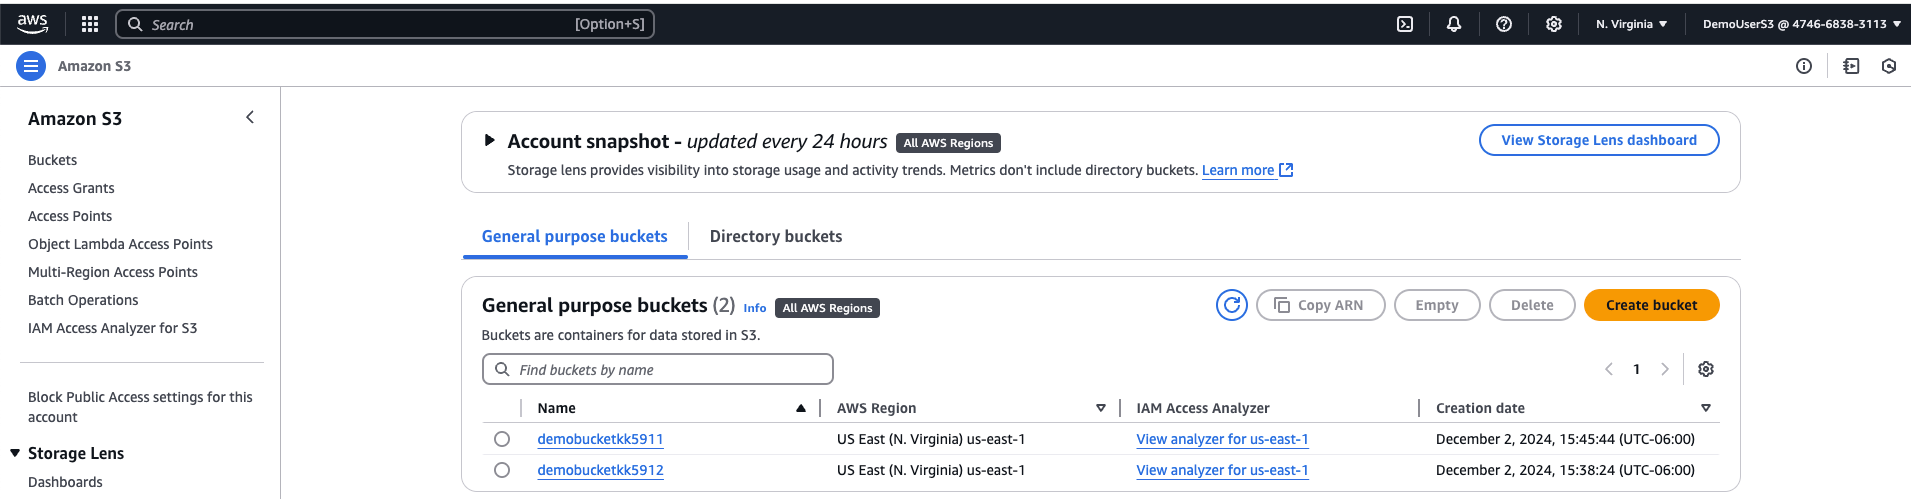 aws
Search [Option+S]
N. Virginia ▼
DemoUserS3 @ 4746-6838-3113 ▼
Amazon S3
Amazon S3
Buckets
Access Grants
Access Points
Object Lambda Access Points
Multi-Region Access Points
Batch Operations
IAM Access Analyzer for S3
Block Public Access settings for this
account
▼ Storage Lens
Dashboards
▶ Account snapshot - updated every 24 hours All AWS Regions
View Storage Lens dashboard
Storage lens provides visibility into storage usage and activity trends. Metrics don't include directory buckets. Learn more
General purpose buckets Directory buckets
General purpose buckets (2) Info All AWS Regions
Copy ARN Empty Delete Create bucket
Buckets are containers for data stored in S3.
Find buckets by name
< 1 >
Name AWS Region IAM Access Analyzer Creation date
demobucketkk5911 US East (N. Virginia) us-east-1 View analyzer for us-east-1 December 2, 2024, 15:45:44 (UTC-06:00)
demobucketkk5912 US East (N. Virginia) us-east-1 View analyzer for us-east-1 December 2, 2024, 15:38:24 (UTC-06:00)